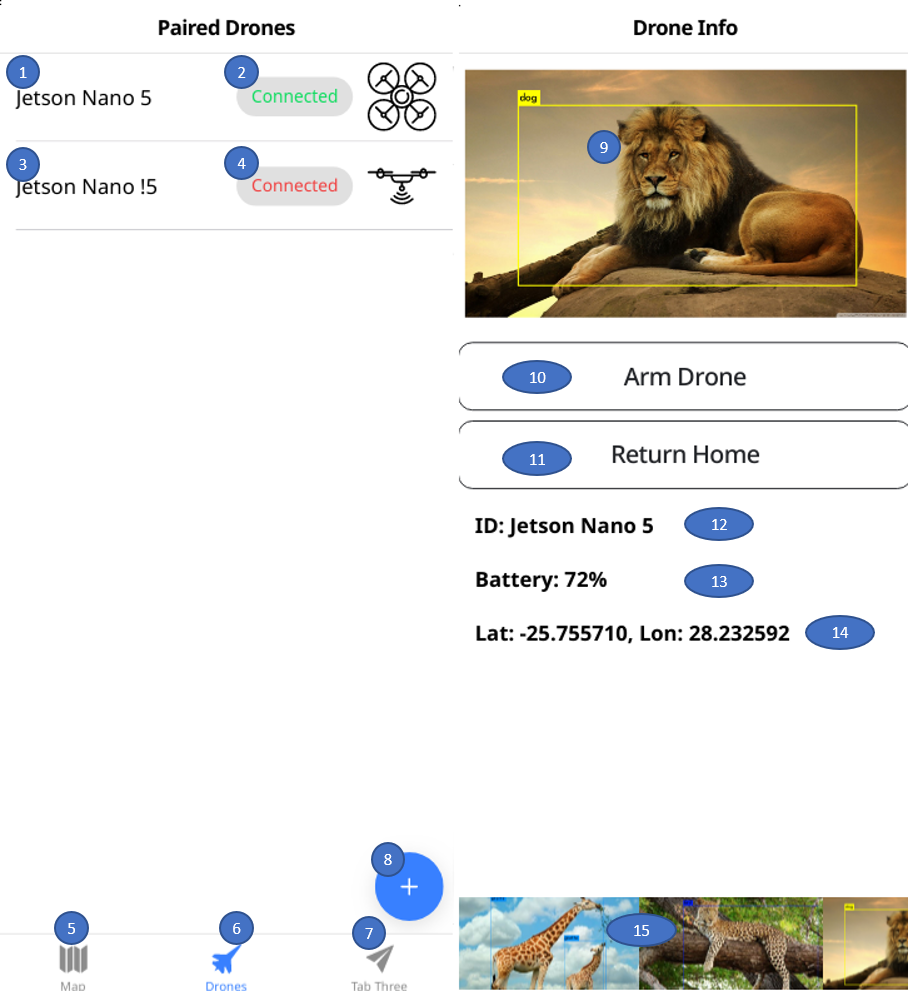 Paired Drones
1
Jetson Nano 5
2
Connected
3
Jetson Nano !5
4
Connected
8
+
5
Map
6
Drones
7
Tab Three
Drone Info
dog
9
10
Arm Drone
11
Return Home
ID: Jetson Nano 5
12
Battery: 72%
13
Lat: -25.755710, Lon: 28.232592
14
15